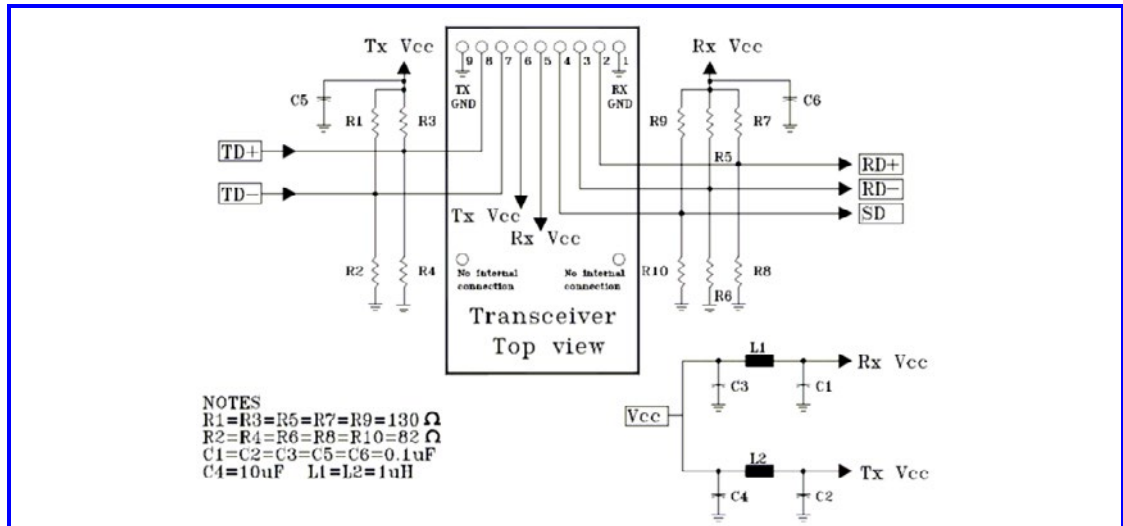 Tx Vcc
Rx Vcc
9 8 7 6 5 4 3 2 1
TX
GND
RX
GND
C5
C6
R1
R3
R9
R7
TD+
R5
RD+
TD-
RD-
Tx Vcc
SD
Rx Vcc
R2
R4
No internal
connection
No internal
connection
R10
R8
R6
Transceiver
Top view
L1
Rx Vcc
C3
C1
NOTES
R1=R3=R5=R7=R9=130 Ω
R2=R4=R6=R8=R10=82 Ω
C1=C2=C3=C5=C6=0.1uF
C4=10uF L1=L2=1uH
Vcc
L2
Tx Vcc
C4
C2